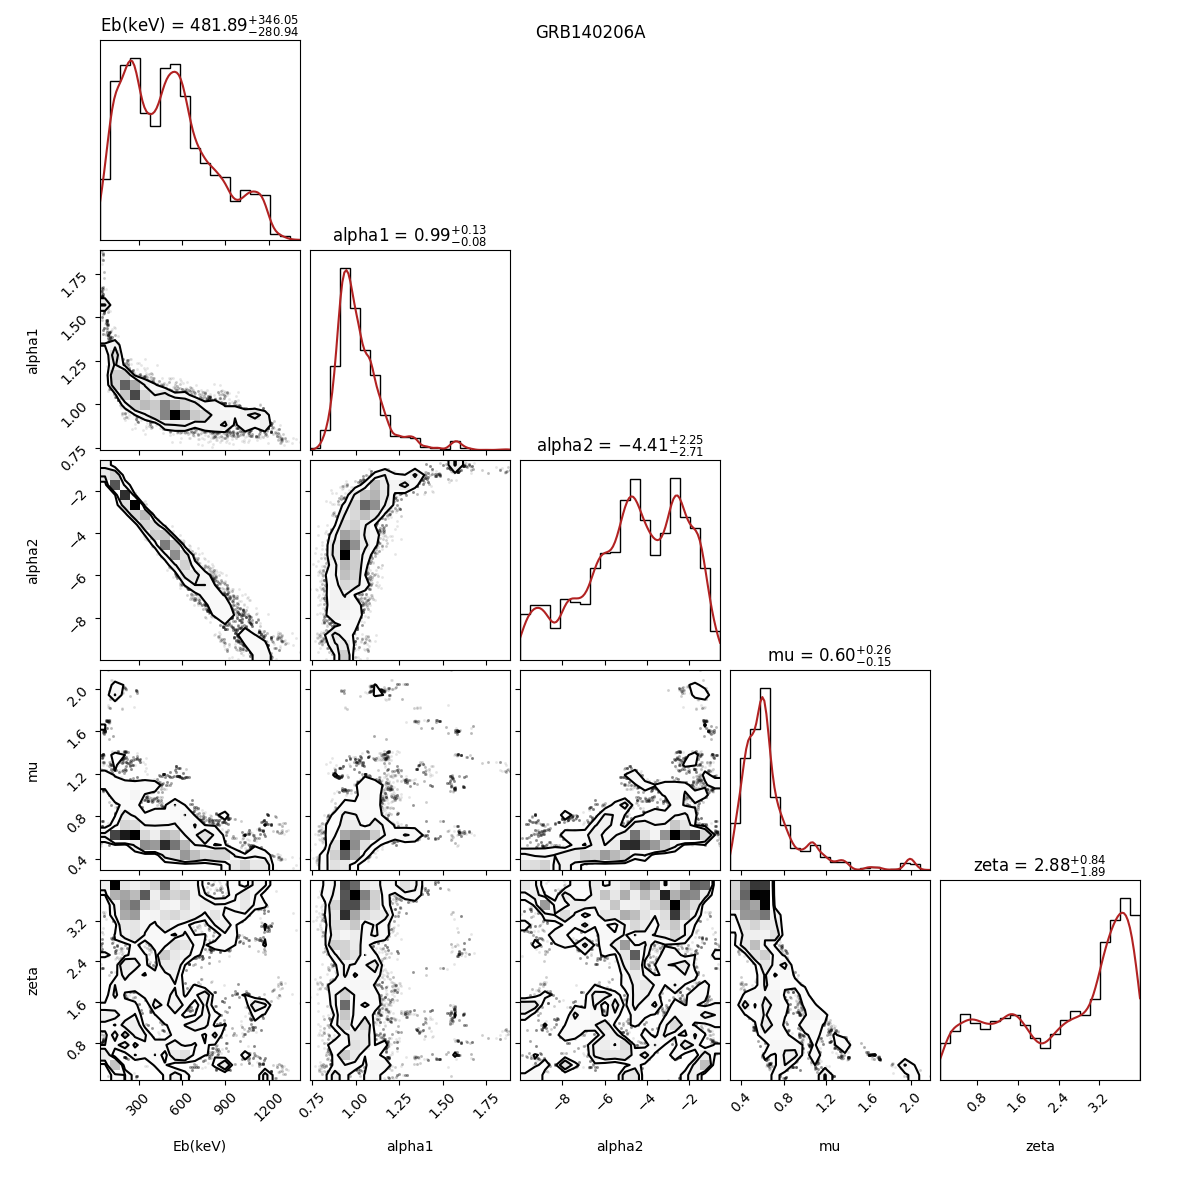 GRB140206A
Eb(keV) = 481.89+346.05 −280.94
alpha1 = 0.99+0.13 −0.08
alpha2 = −4.41+2.25 −2.71
mu = 0.60+0.26 −0.15
zeta = 2.88+0.84 −1.89
alpha1
1.75
1.50
1.25
1.00
0.75
alpha2
−2
−4
−6
−8
mu
2.0
1.6
1.2
0.8
0.4
zeta
3.2
2.4
1.6
0.8
300 600 900 1200
0.75 1.00 1.25 1.50 1.75
−8 −6 −4 −2
0.4 0.8 1.2 1.6 2.0
0.8 1.6 2.4 3.2
Eb(keV) alpha1 alpha2 mu zeta